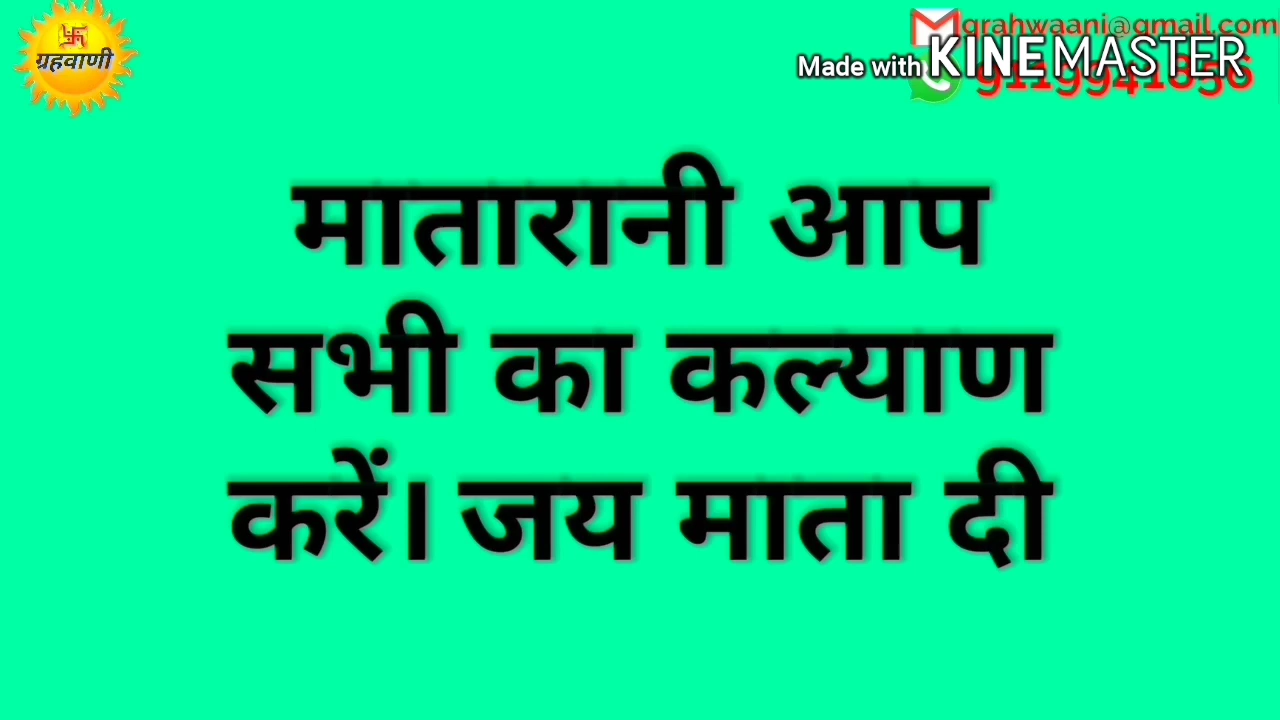 ग्रहवाणी
grahwaani@gmail.com
Made with KINEMASTER
मातारानी आप
सभी का कल्याण
करें। जय माता दी